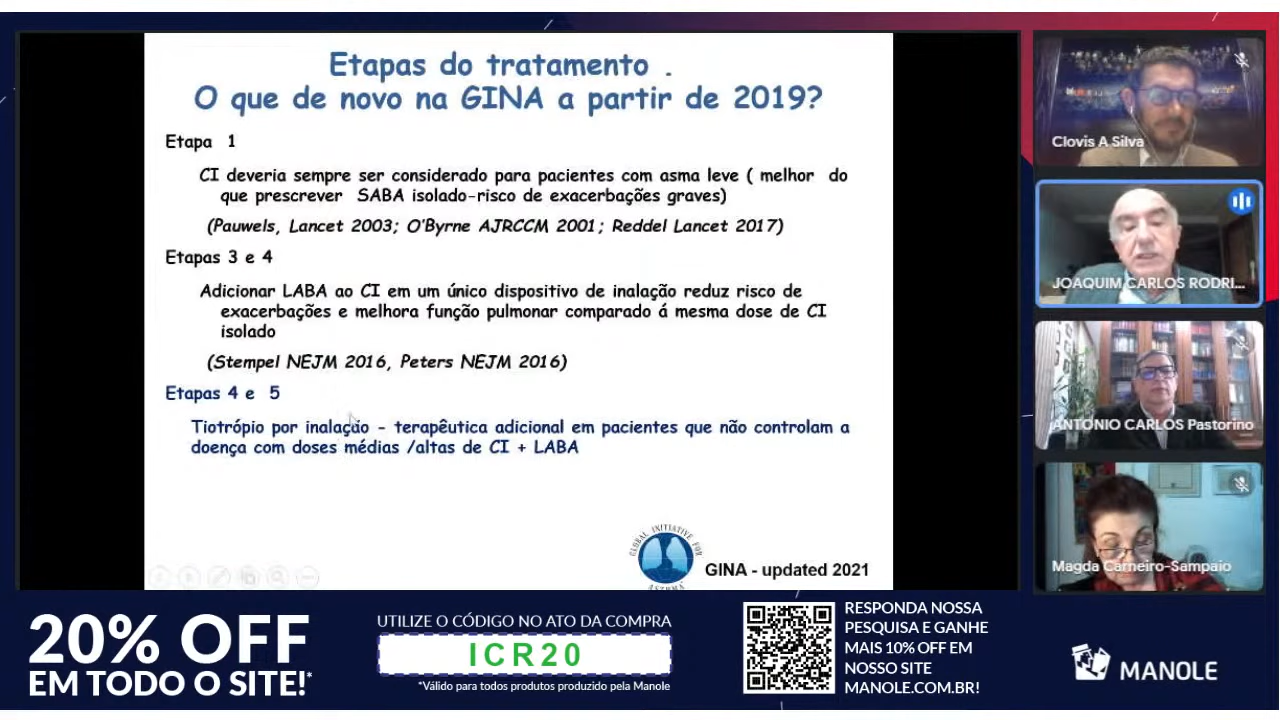 Etapas do tratamento .
O que de novo na GINA a partir de 2019?
Etapa 1
CI deveria sempre ser considerado para pacientes com asma leve ( melhor do
que prescrever SABA isolado-risco de exacerbações graves)
(Pauwels, Lancet 2003; O'Byrne AJRCCM 2001; Reddel Lancet 2017)
Etapas 3 e 4
Adicionar LABA ao CI em um único dispositivo de inalação reduz risco de
exacerbações e melhora função pulmonar comparado á mesma dose de CI
isolado
(Stempel NEJM 2016, Peters NEJM 2016)
Etapas 4 e 5
Tiotrópio por inalação - terapêutica adicional em pacientes que não controlam a
doença com doses médias /altas de CI + LABA
GLOBAL INITIATIVE FOR
ASTHMA
GINA - updated 2021
Clovis A Silva
JOAQUIM CARLOS RODRI...
ANTONIO CARLOS Pastorino
Magda Carneiro-Sampaio
20% OFF
EM TODO O SITE!*
UTILIZE O CÓDIGO NO ATO DA COMPRA
ICR20
*Válido para todos produtos produzido pela Manole
RESPONDA NOSSA
PESQUISA E GANHE
MAIS 10% OFF EM
NOSSO SITE
MANOLE.COM.BR!
MANOLE